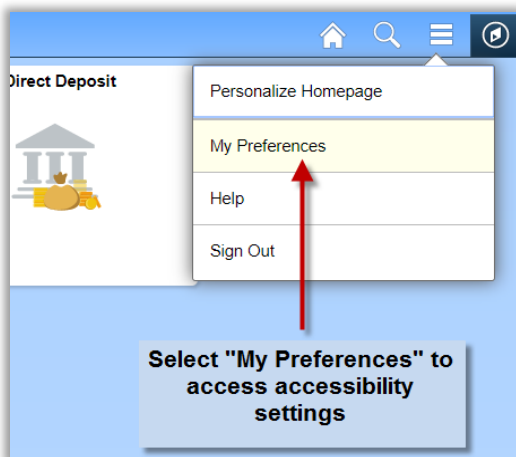 Direct Deposit
Personalize Homepage
My Preferences
Help
Sign Out
Select "My Preferences" to
access accessibility
settings